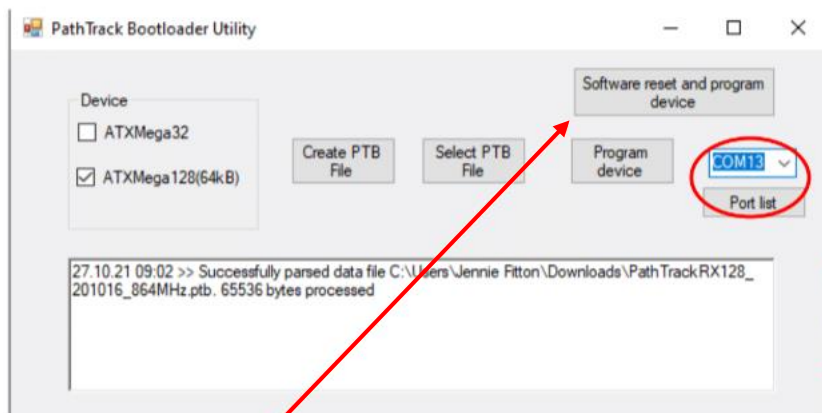 PathTrack Bootloader Utility
Software reset and program
device
Device
ATXMega32
ATXMega128(64kB)
Create PTB
File
Select PTB
File
Program
device
COM13
Port list
27.10.21 09:02 >> Successfully parsed data file C:\Users\Jennie Fitton\Downloads\PathTrackRX128_
201016_864MHz.ptb. 65536 bytes processed